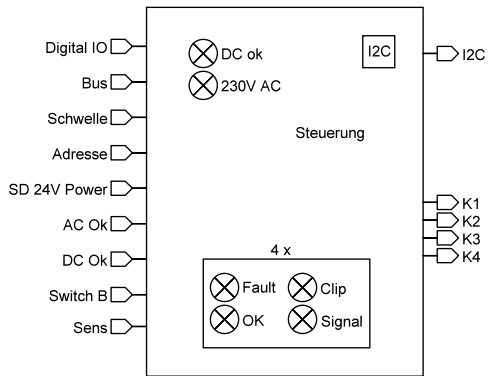 Digital IO
Bus
Schwelle
Adresse
SD 24V Power
AC Ok
DC Ok
Switch B
Sens
DC ok
230V AC
I2C
Steuerung
4 x
Fault
Clip
OK
Signal
I2C
K1
K2
K3
K4